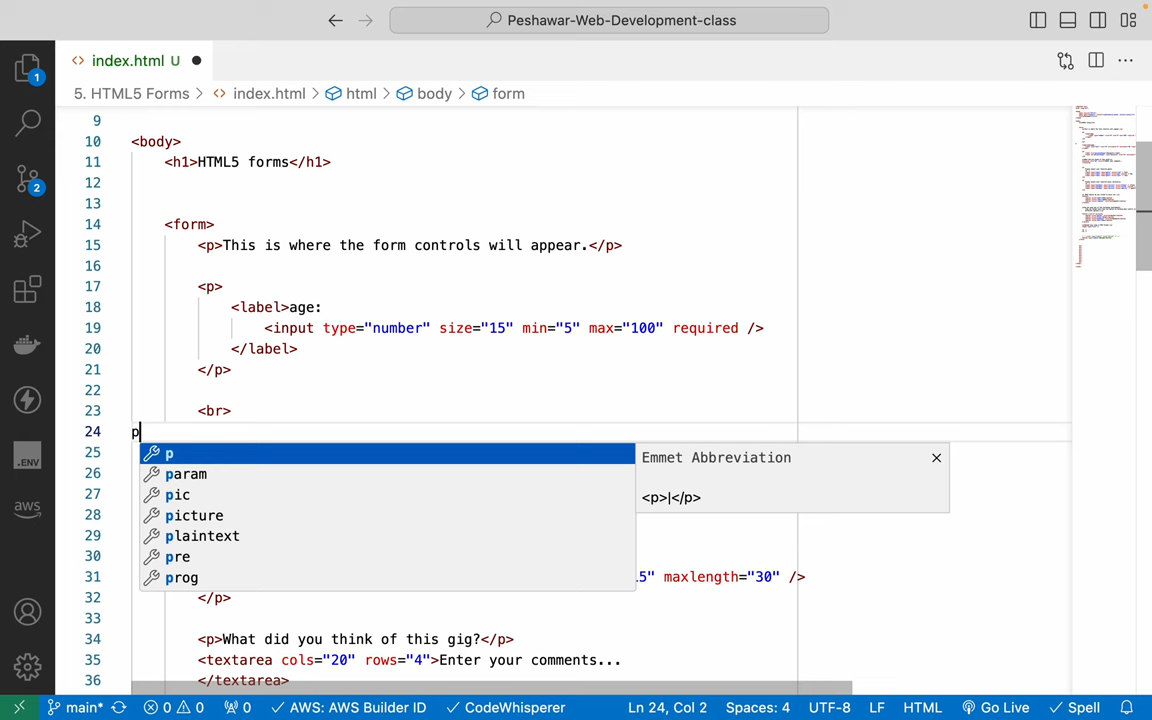 Peshawar-Web-Development-class
index.html U
5. HTML5 Forms > index.html > html > body > form
9
10 <body>
11 <h1>HTML5 forms</h1>
12
13
14 <form>
15 <p>This is where the form controls will appear.</p>
16
17 <p>
18 <label>age:
19 <input type="number" size="15" min="5" max="100" required />
20 </label>
21 </p>
22
23 <br>
24 p
25 p
Emmet Abbreviation
26 param
27 pic
<p>|</p>
28 picture
29 plaintext
30 pre
31 prog
5" maxlength="30" />
32 </p>
33
34 <p>What did you think of this gig?</p>
35 <textarea cols="20" rows="4">Enter your comments...
36 </textarea>
1
2
.ENV
aws
main* 0 0 0 AWS: AWS Builder ID CodeWhisperer Ln 24, Col 2 Spaces: 4 UTF-8 LF HTML Go Live Spell